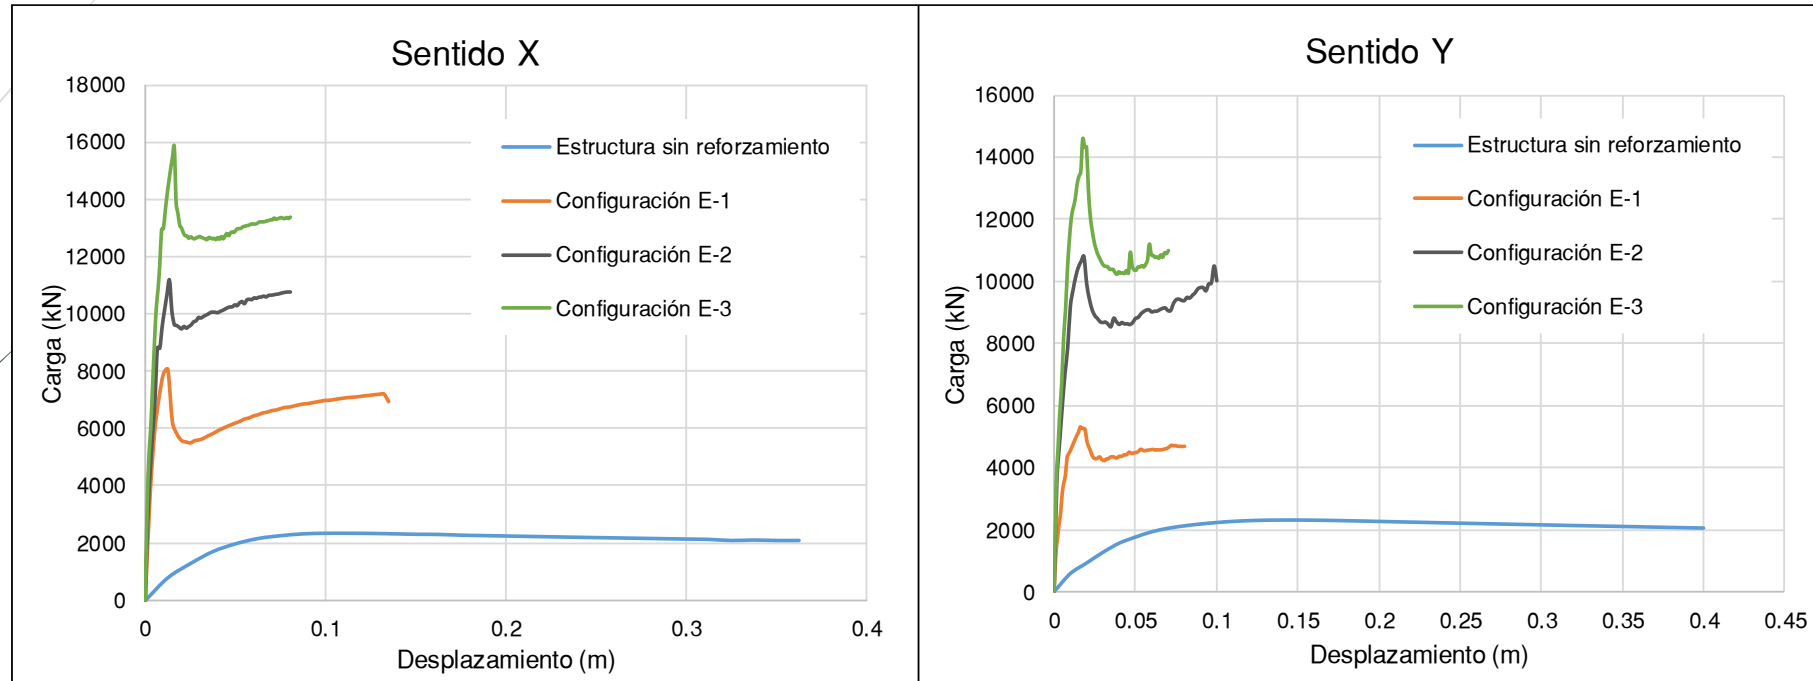 Sentido X
18000
16000
14000
12000
10000
8000
6000
4000
2000
0
Carga (kN)
0
0.1
0.2
0.3
0.4
Desplazamiento (m)
Estructura sin reforzamiento
Configuración E-1
Configuración E-2
Configuración E-3
Sentido Y
16000
14000
12000
10000
8000
6000
4000
2000
0
Carga (kN)
0
0.05
0.1
0.15
0.2
0.25
0.3
0.35
0.4
0.45
Desplazamiento (m)
Estructura sin reforzamiento
Configuración E-1
Configuración E-2
Configuración E-3